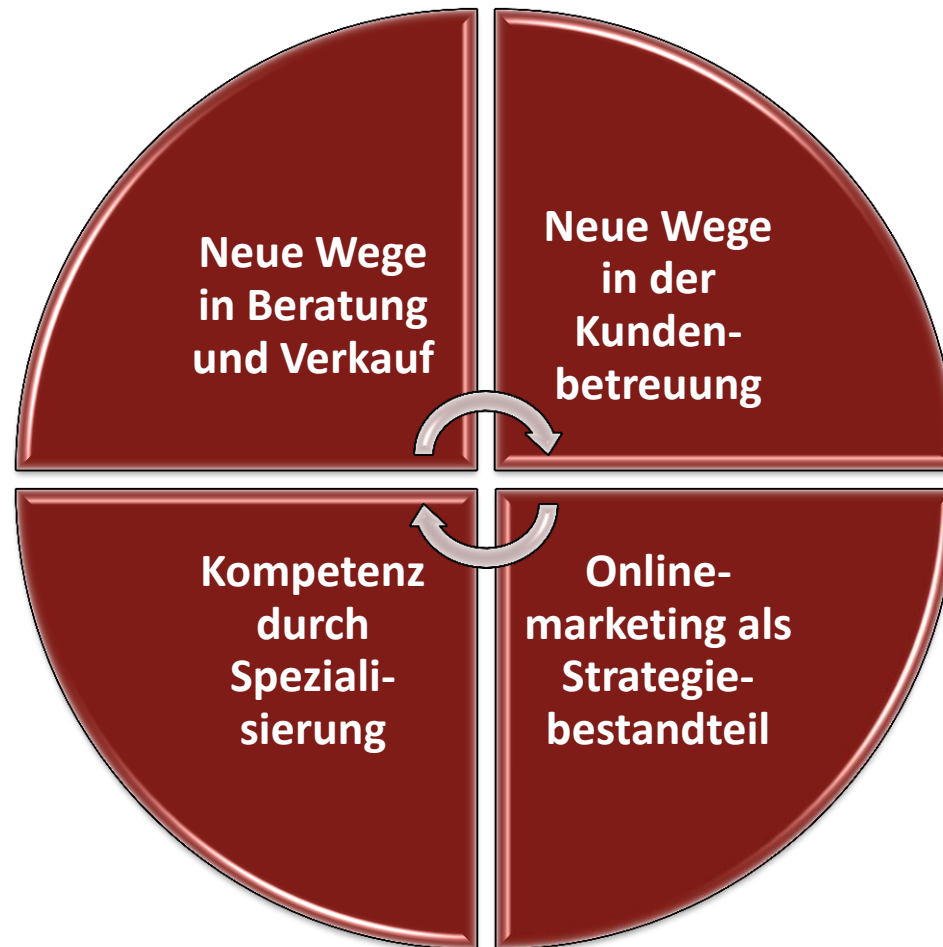 Neue Wege
in Beratung
und Verkauf
Neue Wege
in der
Kunden-
betreuung
Kompetenz
durch
Speziali-
sierung
Online-
marketing als
Strategie-
bestandteil